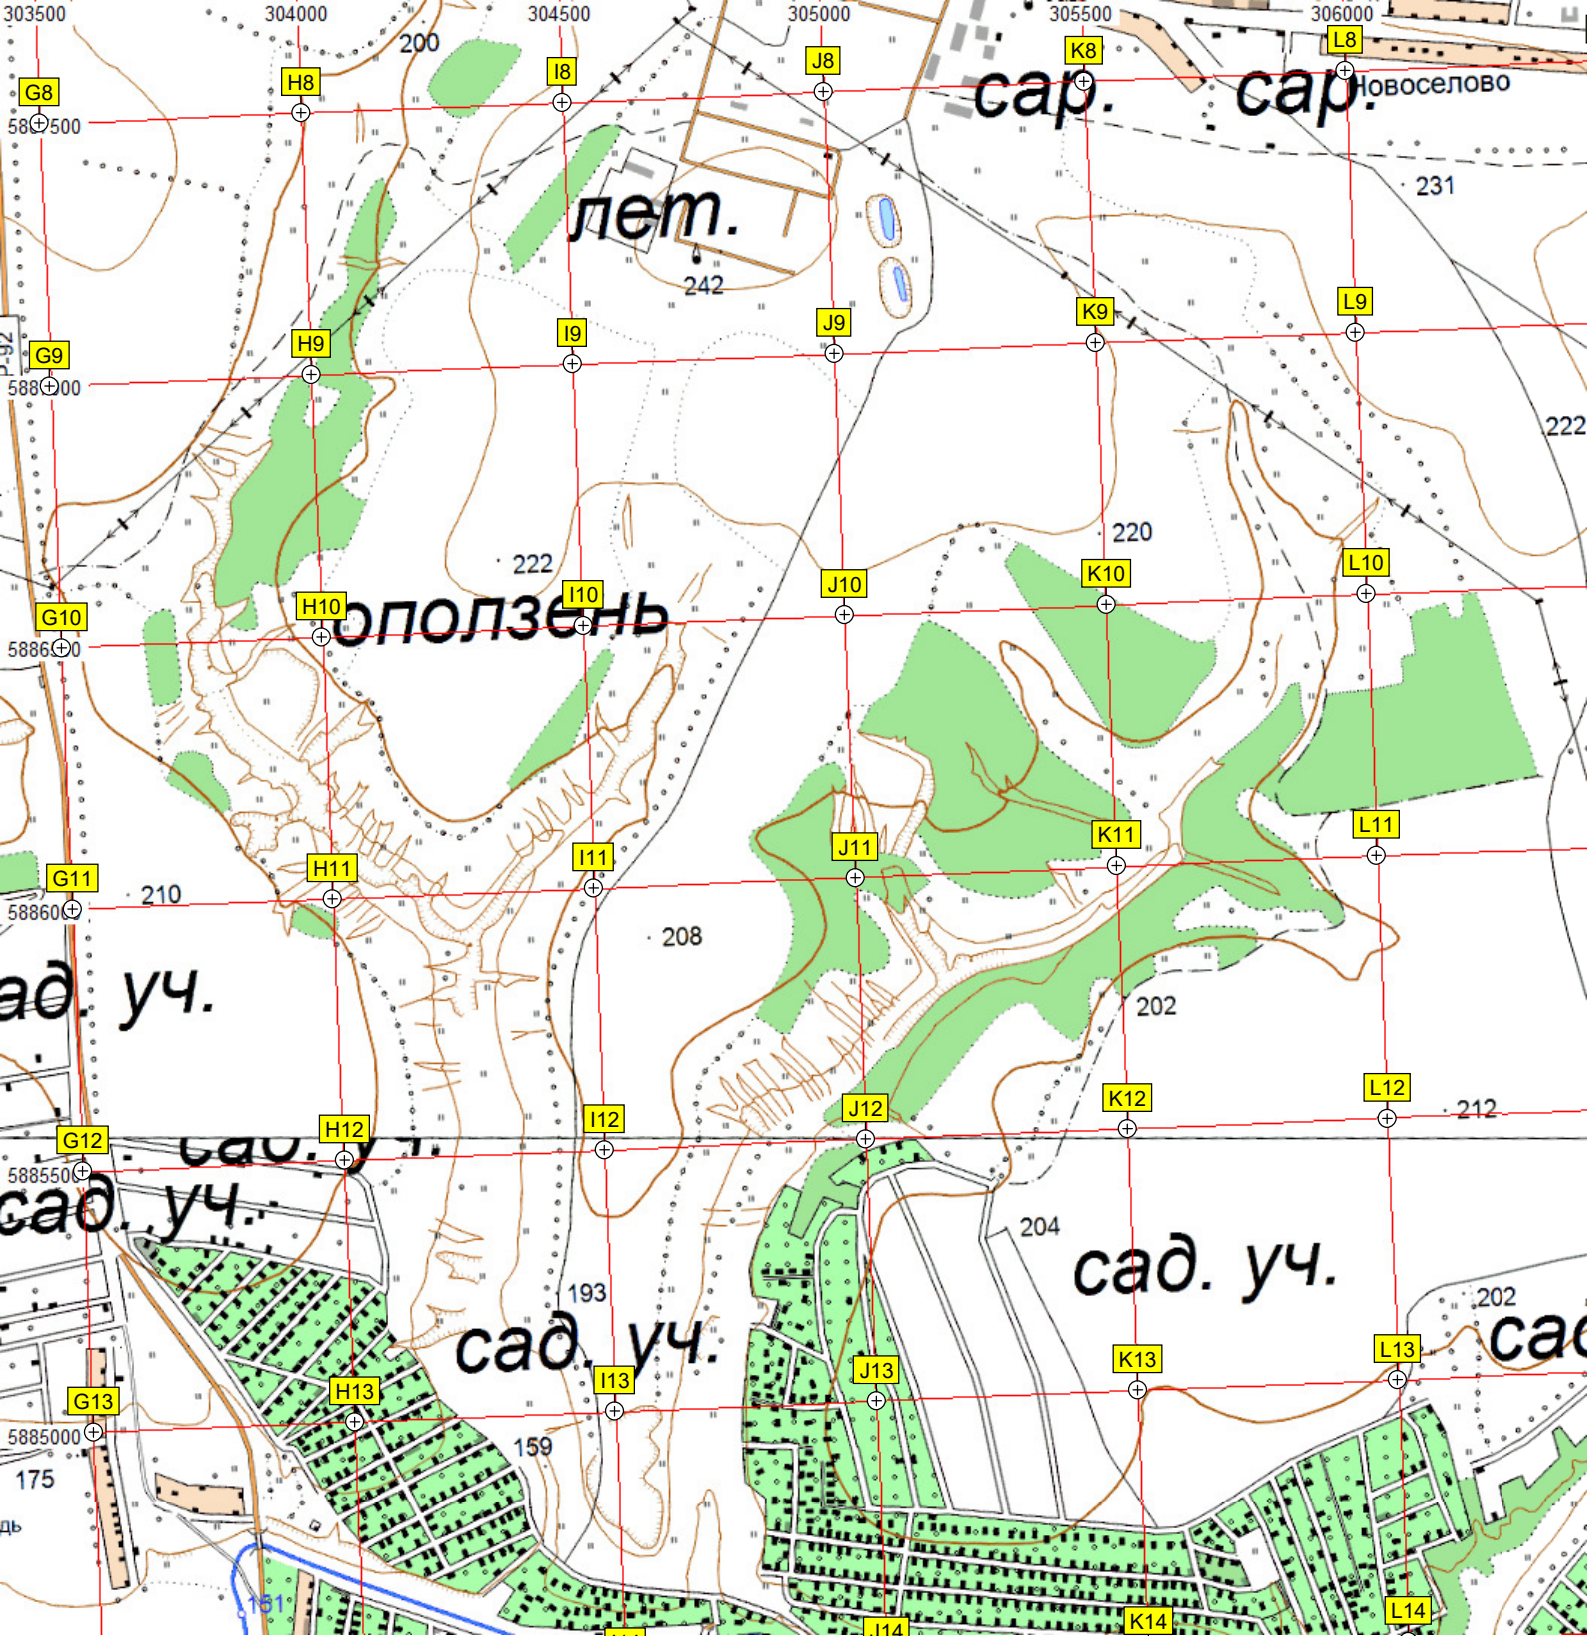 303500 304000 304500 305000 305500 306000
200
G8 H8 I8 J8 K8 L8
сар. сар.
Новоселово
231
лет.
242
Р-92
G9 H9 I9 J9 K9 L9
222
220
222
G10 H10 I10 J10 K10 L10
оползень
G11 H11 I11 J11 K11 L11
210
208
уч.
202
G12 H12 I12 J12 K12 L12
212
сад. уч.
5885500
сад. уч.
204
сад. уч.
193
202
сад. уч.
G13 H13 I13 J13 K13 L13
5885000
159
175
151
J14 K14 L14